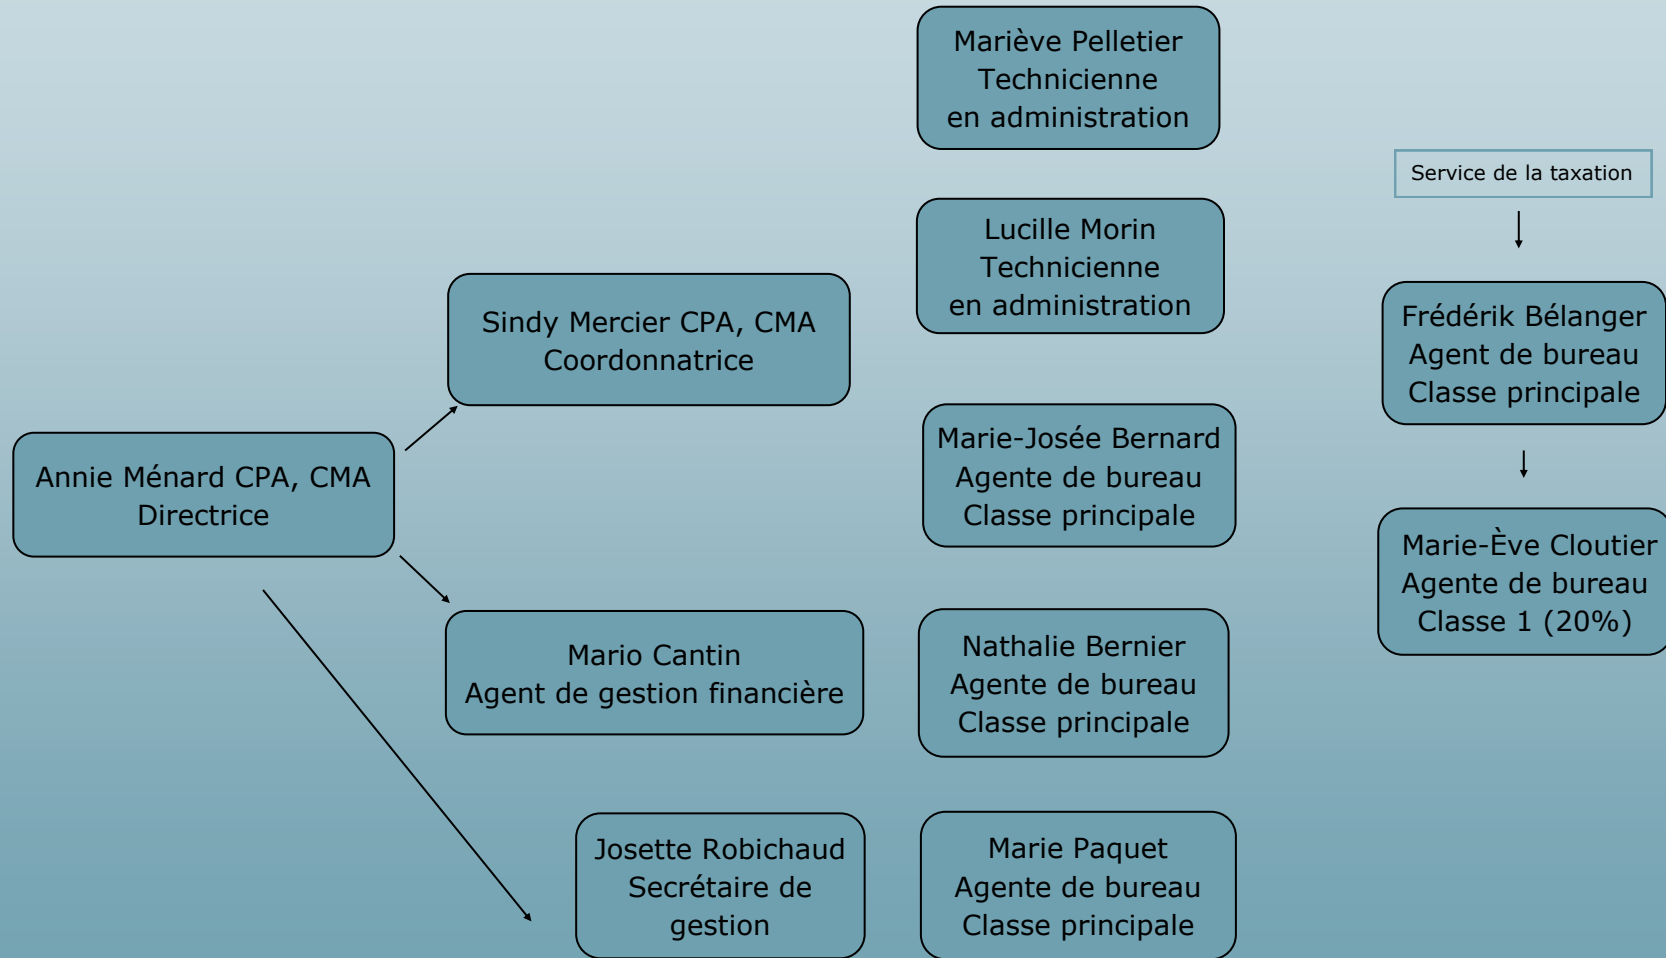 Mariève Pelletier
Technicienne
en administration
Service de la taxation
Lucille Morin
Technicienne
en administration
Sindy Mercier CPA, CMA
Coordonnatrice
Frédérik Bélanger
Agent de bureau
Classe principale
Marie-Josée Bernard
Agente de bureau
Classe principale
Annie Ménard CPA, CMA
Directrice
Marie-Ève Cloutier
Agente de bureau
Classe 1 (20%)
Mario Cantin
Agent de gestion financière
Nathalie Bernier
Agente de bureau
Classe principale
Josette Robichaud
Secrétaire de
gestion
Marie Paquet
Agente de bureau
Classe principale